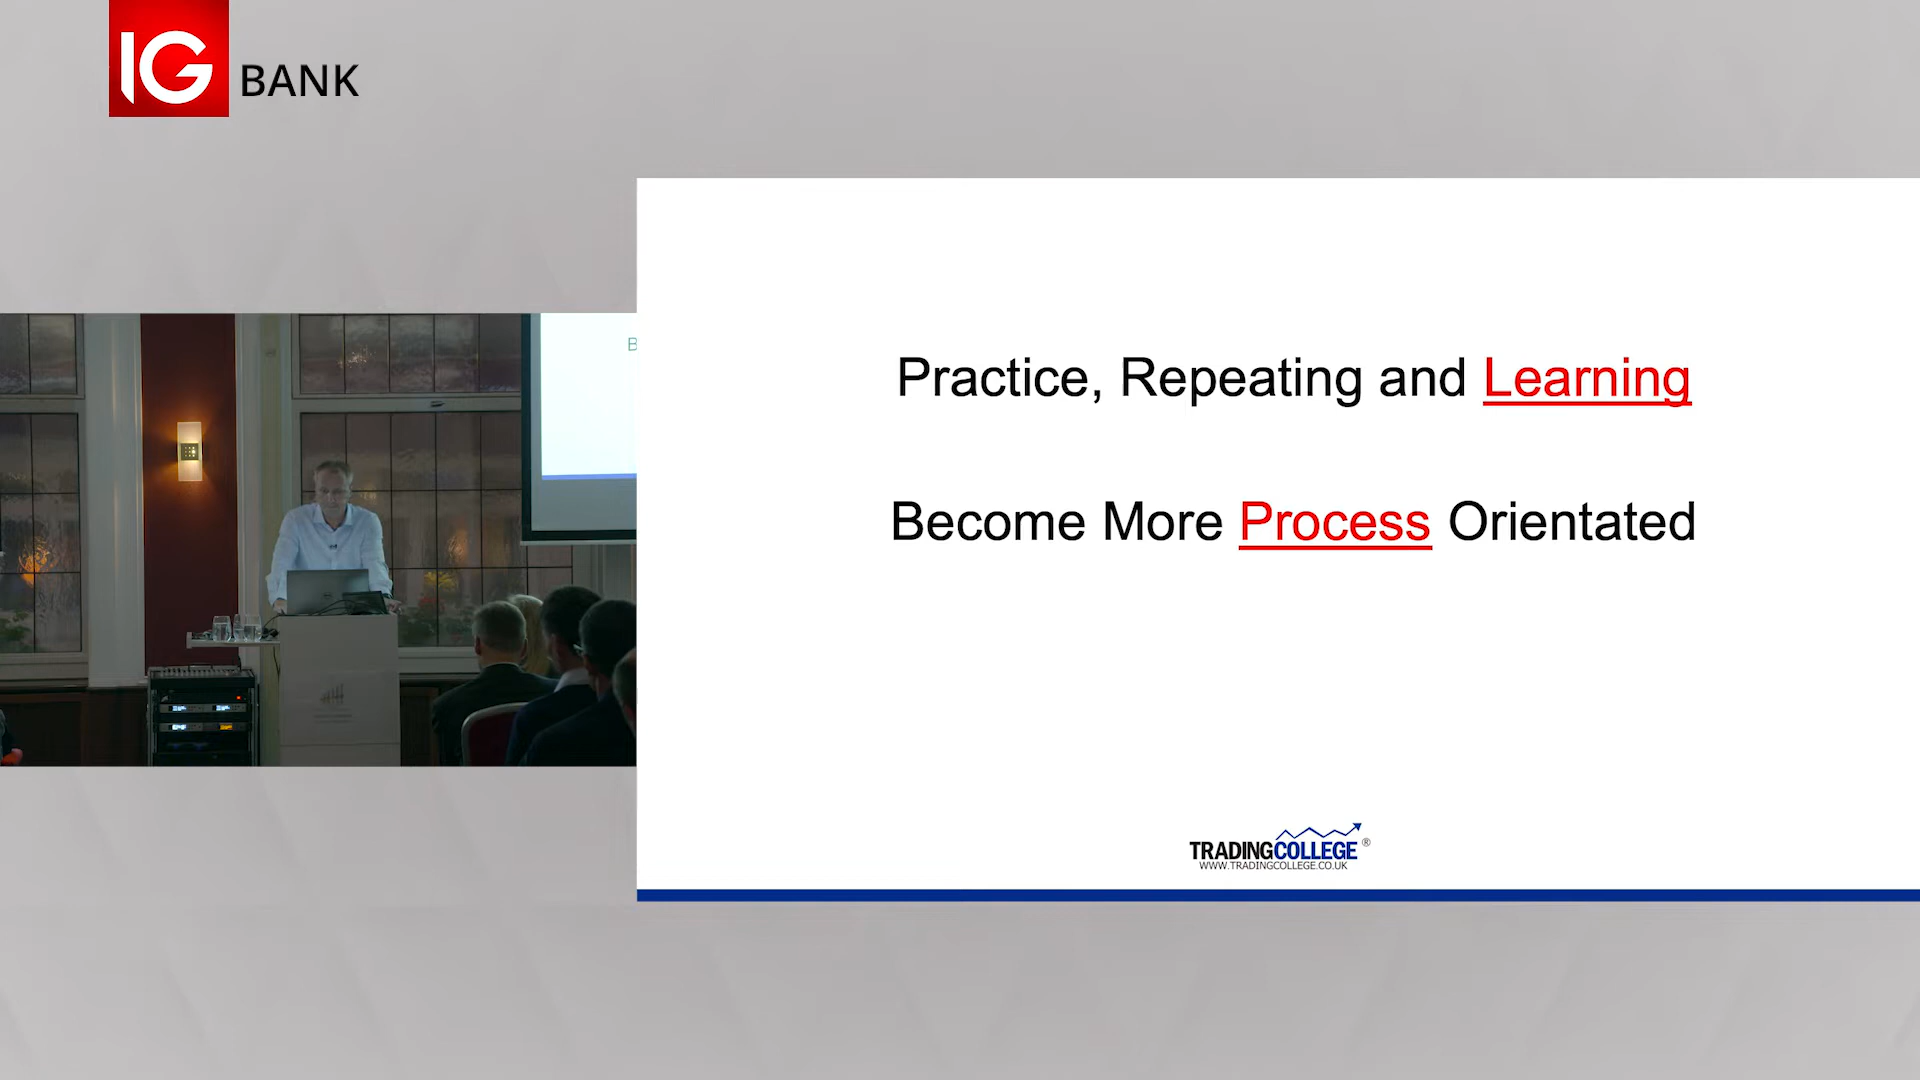 IG BANK
Practice, Repeating and Learning
Become More Process Orientated
TRADINGCOLLEGE®
WWW.TRADINGCOLLEGE.CO.UK